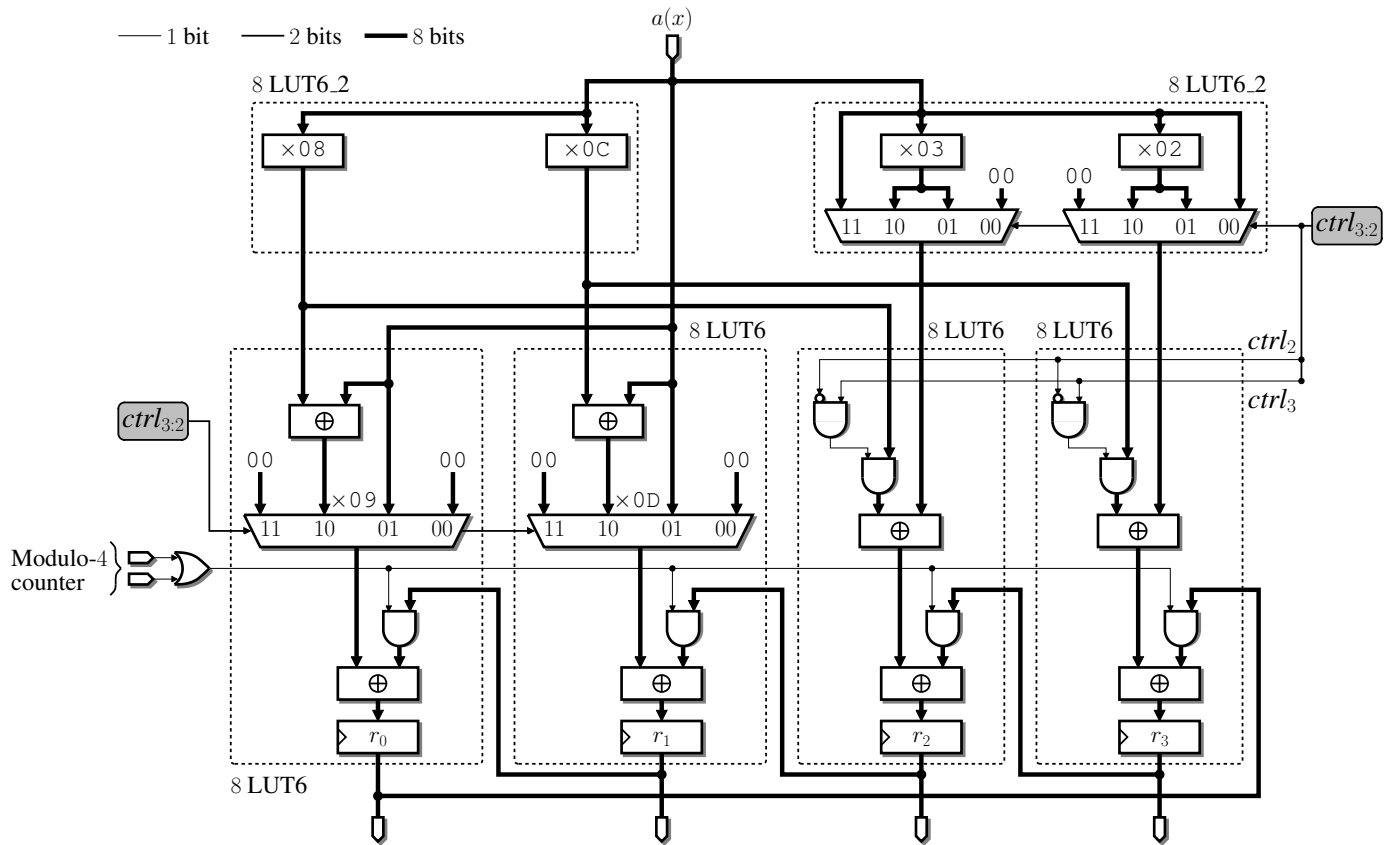 a(x)
1 bit 2 bits 8 bits
8 LUT6_2 8 LUT6_2
×08 ×0C ×03 ×02
00 00
11 10 01 00 11 10 01 00 ctrl3:2
8 LUT6 8 LUT6 8 LUT6 ctrl2
ctrl3
ctrl3:2 ⊕ ⊕
00 00 00 00
×09 ×0D
11 10 01 00 11 10 01 00 ⊕ ⊕
Modulo-4
counter
⊕ ⊕ ⊕ ⊕
r0 r1 r2 r3
8 LUT6